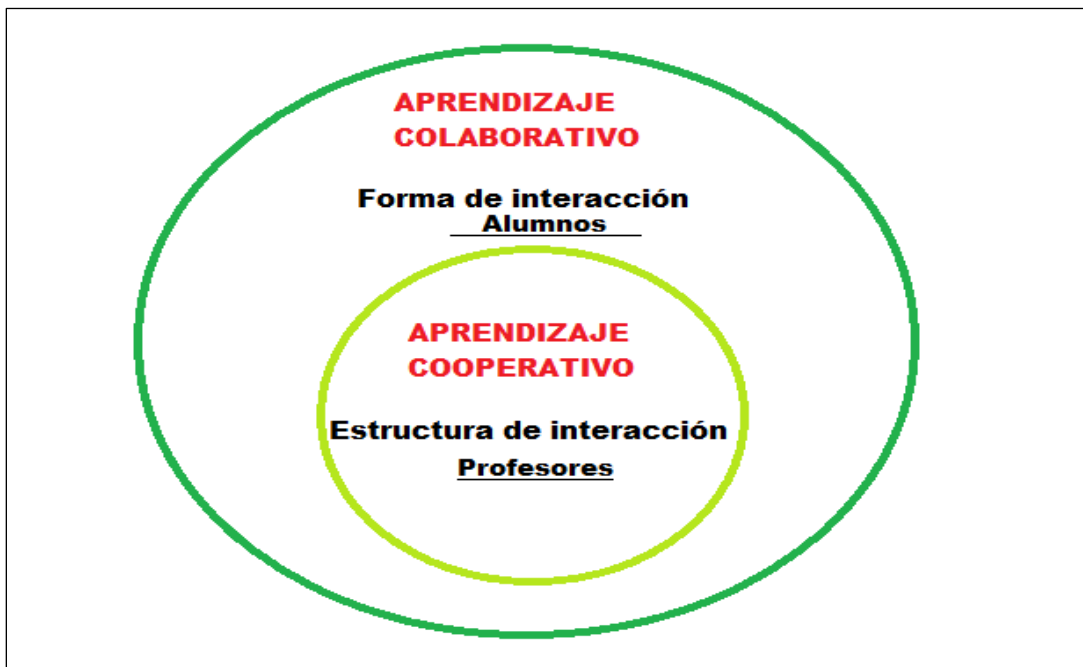 APRENDIZAJE
COLABORATIVO
Forma de interacción
Alumnos
APRENDIZAJE
COOPERATIVO
Estructura de interacción
Profesores